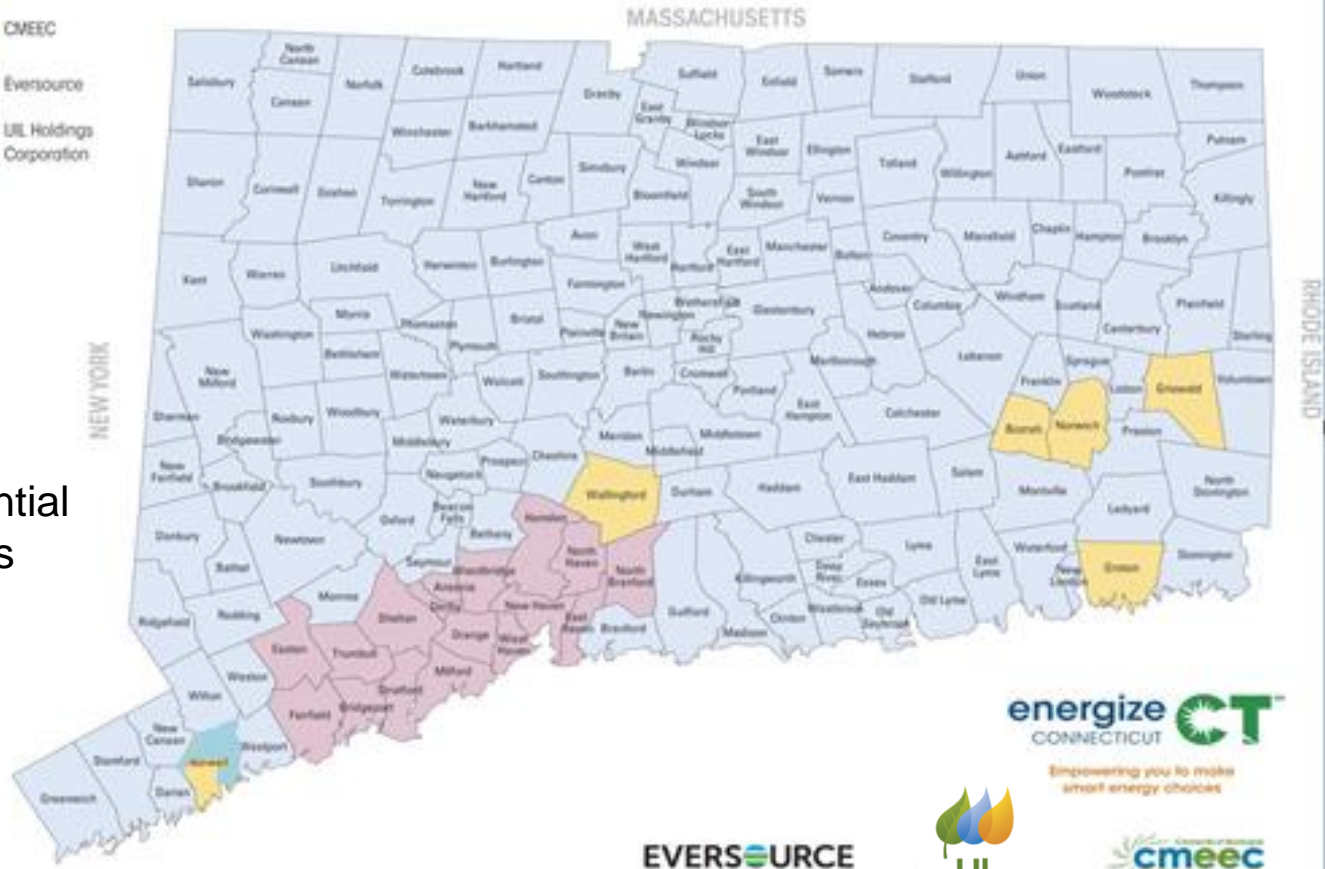 MASSACHUSETTS
CMEEC
Eversource
UIL Holdings
Corporation
NEW YORK
RHODE ISLAND
ntial
s
North
Canaan
Salisbury
Canaan
Norfolk
Colebrook
Hartland
Granby
Suffield
East
Granby
Windsor
Locks
Enfield
Somers
Stafford
Union
Woodstock
Thompson
Winchester
Barkhamsted
East
Windsor
Ellington
Tolland
Willington
Ashford
Eastford
Putnam
Pomfret
Killingly
Sharon
Cornwall
Goshen
Torrington
New
Hartford
Canton
Simsbury
Windsor
Bloomfield
South
Windsor
Vernon
Kent
Warren
Litchfield
Harwinton
Burlington
Avon
West
Hartford
Hartford
East
Hartford
Manchester
Bolton
Coventry
Mansfield
Chaplin
Hampton
Brooklyn
Farmington
Wethersfield
Newington
Glastonbury
Andover
Columbia
Windham
Scotland
Canterbury
Plainfield
Sterling
Morris
Washington
Bethlehem
Thomaston
Plymouth
Bristol
Plainville
New
Britain
Rocky
Hill
Hebron
Marlborough
Lebanon
Franklin
Sprague
Lisbon
Griswold
Voluntown
New
Milford
Watertown
Wolcott
Southington
Berlin
Cromwell
Portland
East
Hampton
Colchester
Bozrah
Norwich
Preston
Sherman
Roxbury
Woodbury
Bridgewater
Waterbury
Middlebury
Meriden
Middletown
Middlefield
New
Fairfield
Brookfield
Southbury
Naugatuck
Prospect
Cheshire
Wallingford
Durham
Haddam
East Haddam
Salem
Montville
Ledyard
North
Stonington
Danbury
Bethel
Newtown
Oxford
Beacon
Falls
Bethany
Hamden
North
Haven
North
Branford
Seymour
Woodbridge
Ansonia
Derby
New Haven
East
Haven
Branford
Guilford
Madison
Killingworth
Chester
Deep
River
Essex
Clinton
Westbrook
Old
Saybrook
Lyme
Old Lyme
East
Lyme
Waterford
New
London
Groton
Stonington
Ridgefield
Redding
Monroe
Shelton
Orange
West
Haven
Milford
Easton
Trumbull
Stratford
Bridgeport
Fairfield
Weston
Wilton
Westport
New
Canaan
Norwalk
Darien
Stamford
Greenwich
energize CT
CONNECTICUT
Empowering you to make
smart energy choices
EVERSOURCE
UIL
cmeec